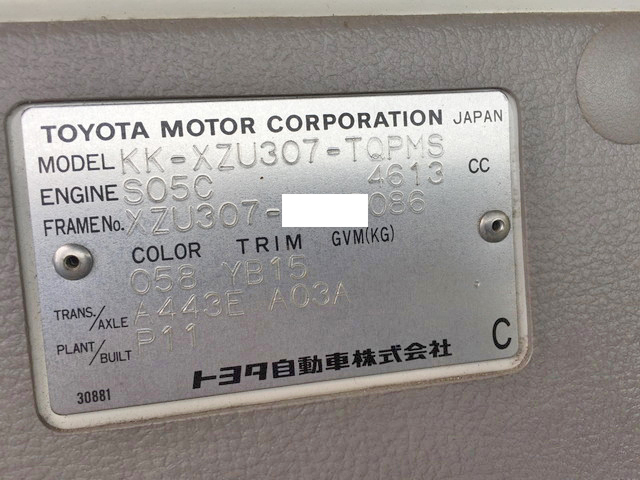 TOYOTA MOTOR CORPORATION JAPAN
MODEL KK-XZU307-TQPMS
ENGINE S05C 4613 CC
FRAME No. XZU307- 086
COLOR TRIM GVM(KG)
058 YB15
TRANS./AXLE A443E A03A
PLANT/BUILT P11
トヨタ自動車株式会社
30881 C